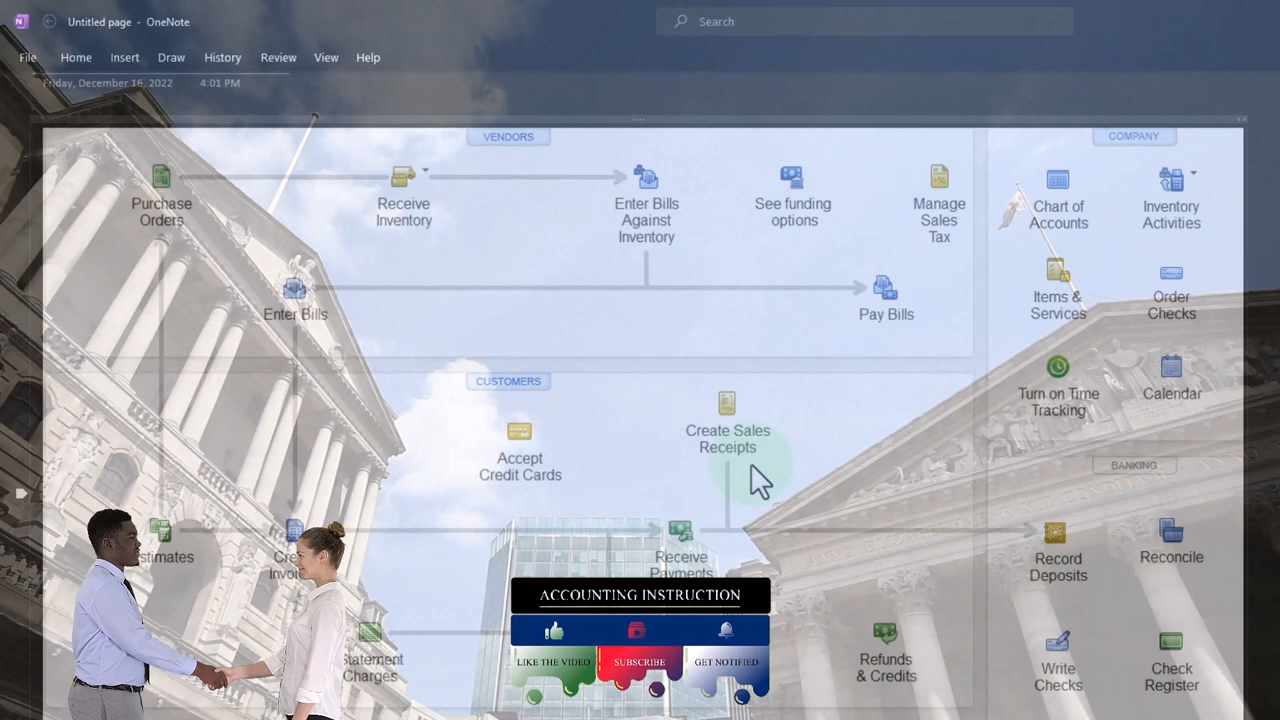 Untitled page - OneNote
Search
File Home Insert Draw History Review View Help
Friday, December 16, 2022 4:01 PM
VENDORS
COMPANY
Purchase
Orders
Receive
Inventory
Enter Bills
Against
Inventory
See funding
options
Manage
Sales
Tax
Chart of
Accounts
Inventory
Activities
Enter Bills
Pay Bills
Items &
Services
Order
Checks
CUSTOMERS
Turn on Time
Tracking
Calendar
Create Sales
Receipts
Accept
Credit Cards
BANKING
stimates
Cre
Invoi
Receive
Payments
Record
Deposits
Reconcile
ACCOUNTING INSTRUCTION
LIKE THE VIDEO
SUBSCRIBE
GET NOTIFIED
Statement
Charges
Refunds
& Credits
Write
Checks
Check
Register